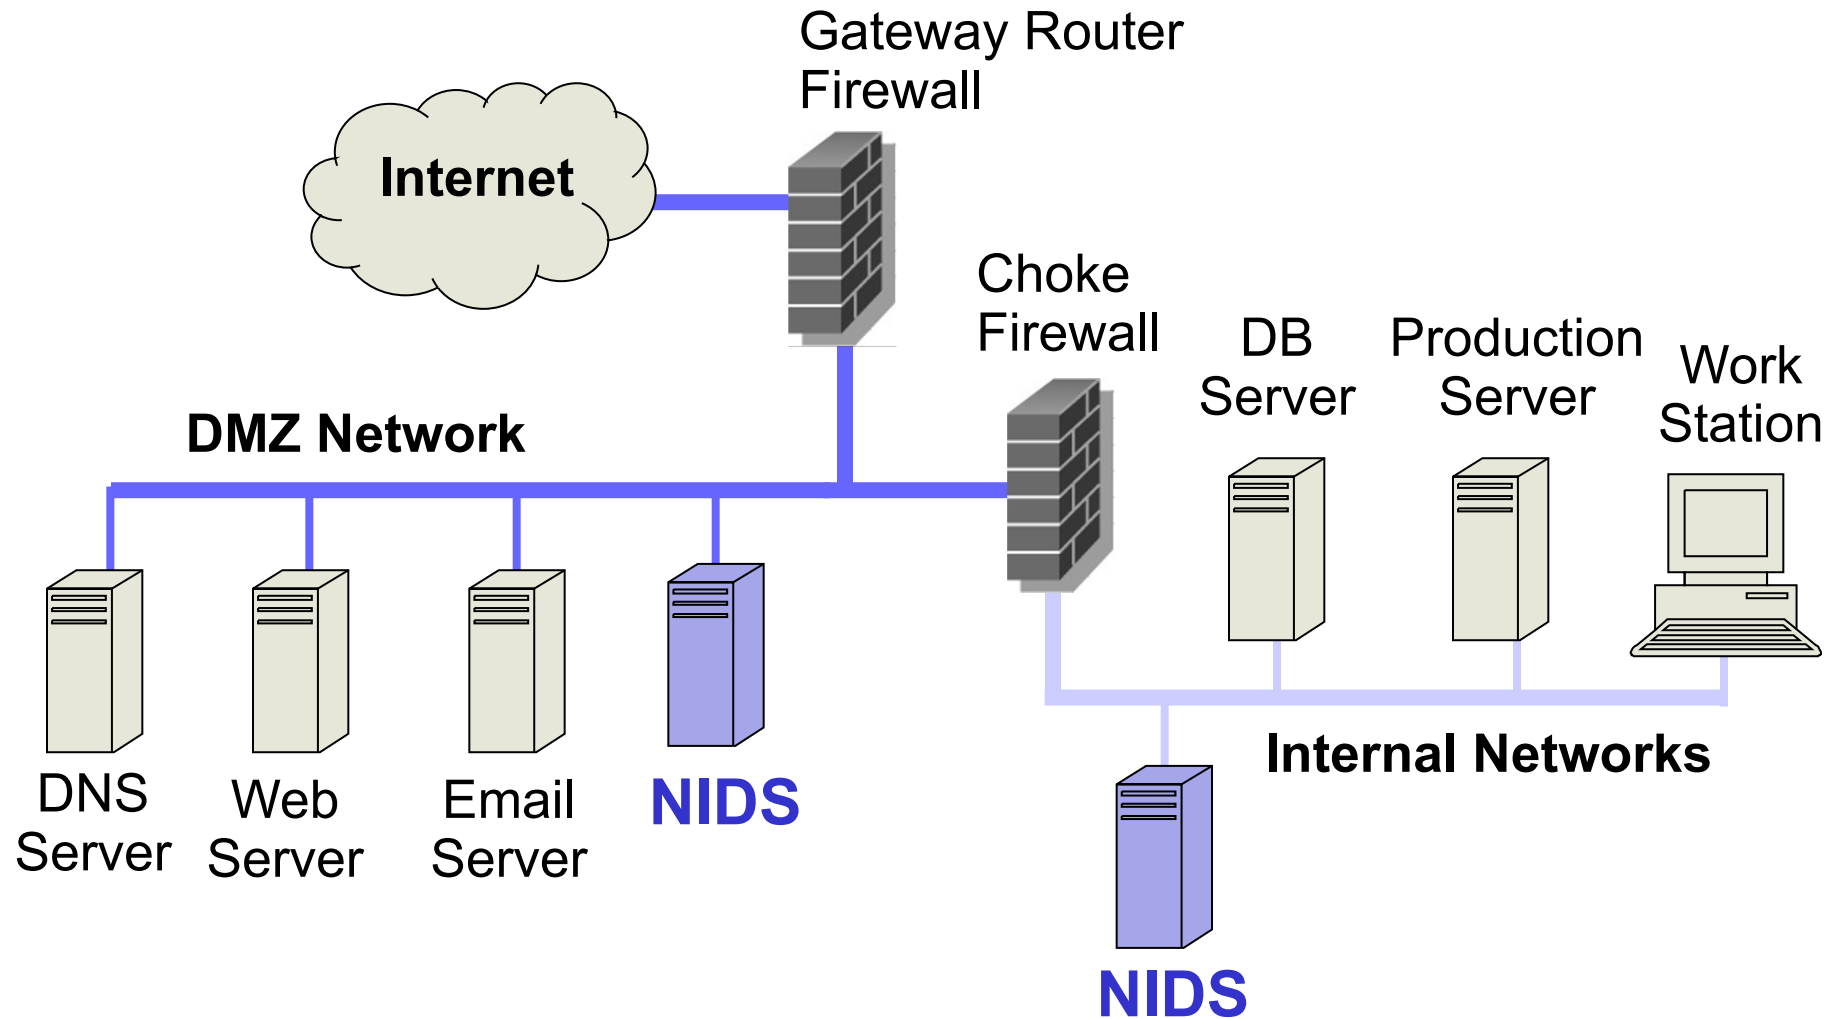 Gateway Router
Firewall
Internet
Choke
Firewall
DB
Server
Production
Server
Work
Station
DMZ Network
DNS
Server
Web
Server
Email
Server
NIDS
Internal Networks
NIDS